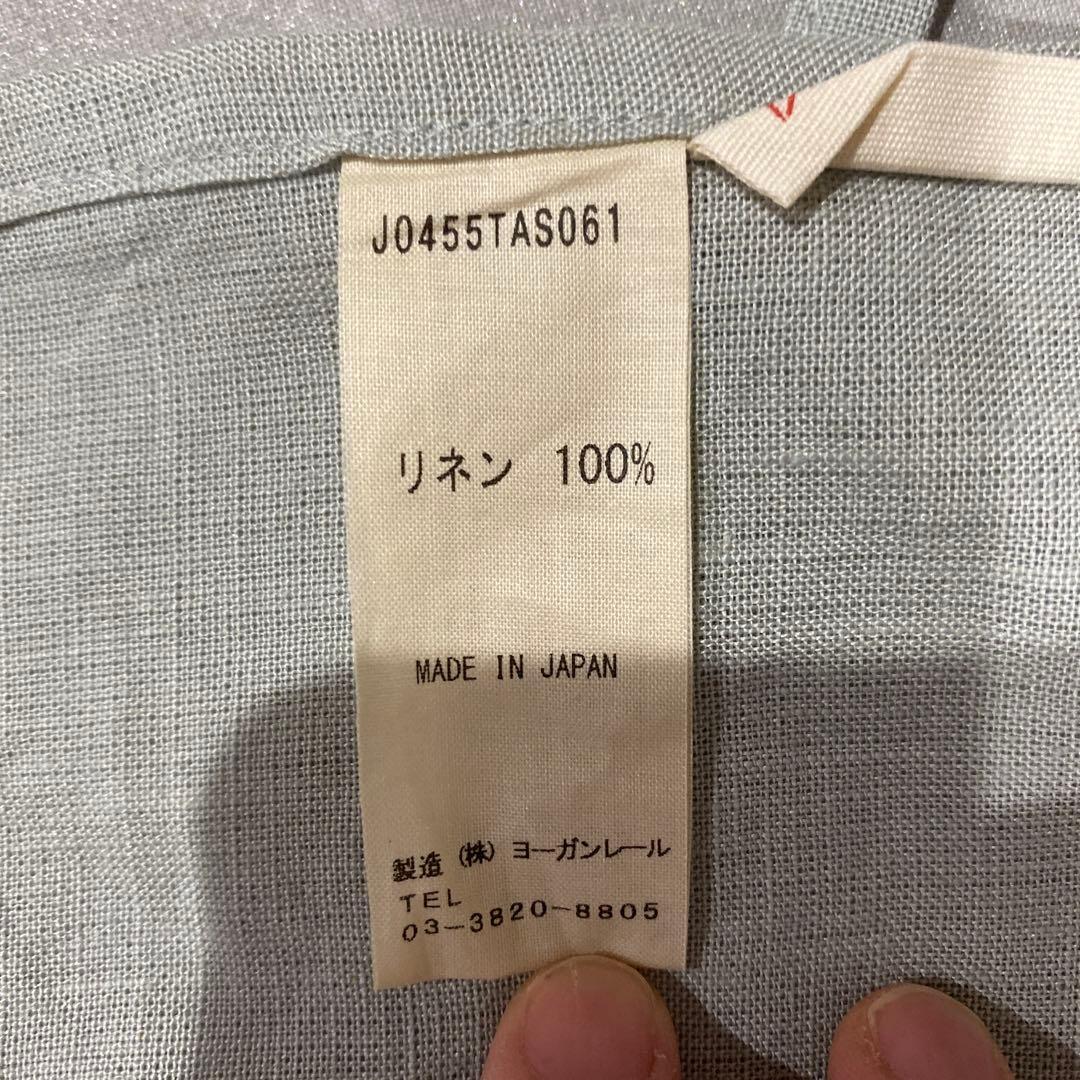 J0455TAS061
リネン 100%
MADE IN JAPAN
製造 (株) ヨーガンレール
TEL
03-3820-8805